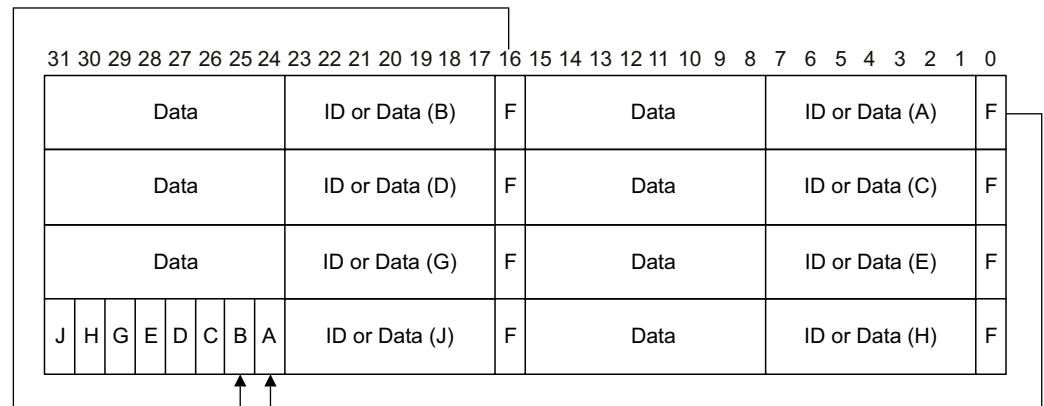 31 30 29 28 27 26 25 24 23 22 21 20 19 18 17 16 15 14 13 12 11 10 9 8 7 6 5 4 3 2 1 0
Data ID or Data (B) F Data ID or Data (A) F
Data ID or Data (D) F Data ID or Data (C) F
Data ID or Data (G) F Data ID or Data (E) F
J H G E D C B A ID or Data (J) F Data ID or Data (H) F